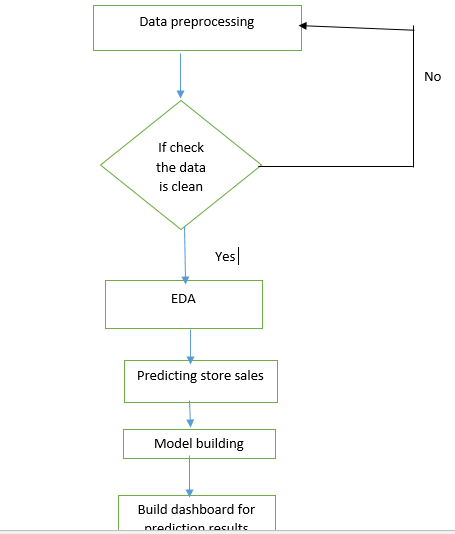 Data preprocessing
No
If check
the data
is clean
Yes
EDA
Predicting store sales
Model building
Build dashboard for
prediction results